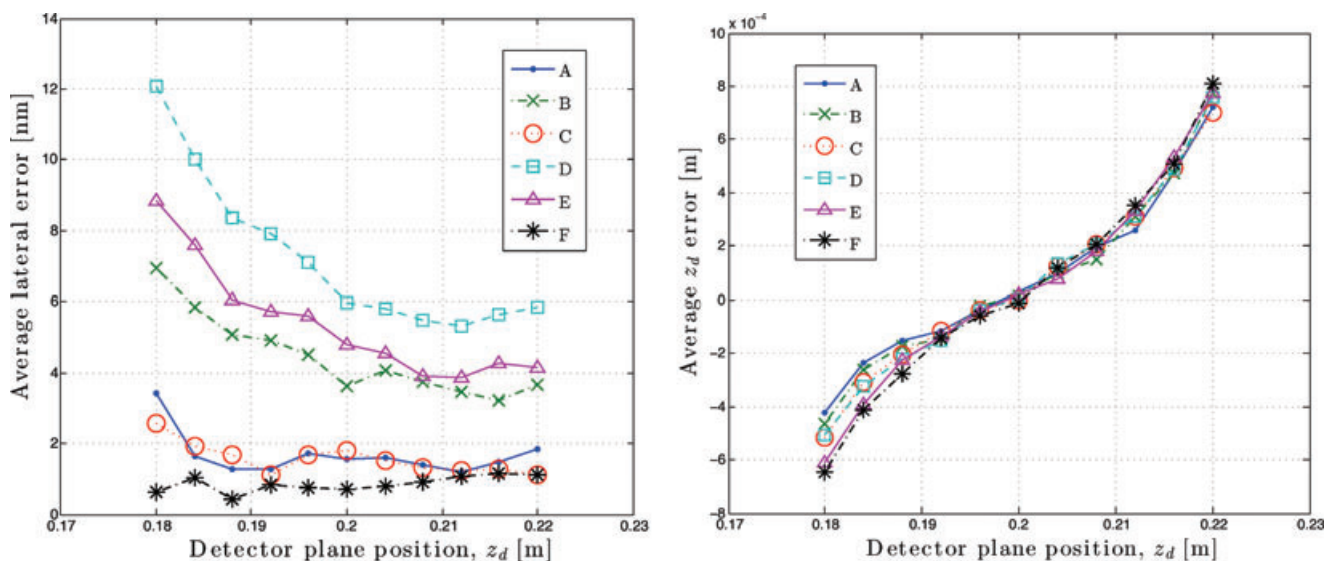 14
12
10
8
6
4
2
0
0.17
0.18
0.19
0.2
0.21
0.22
0.23
Average lateral error [nm]
Detector plane position, z_d [m]
A
B
C
D
E
F
× 10⁻⁴
10
8
6
4
2
0
−2
−4
−6
−8
0.17
0.18
0.19
0.2
0.21
0.22
0.23
Average z_d error [m]
Detector plane position, z_d [m]
A
B
C
D
E
F